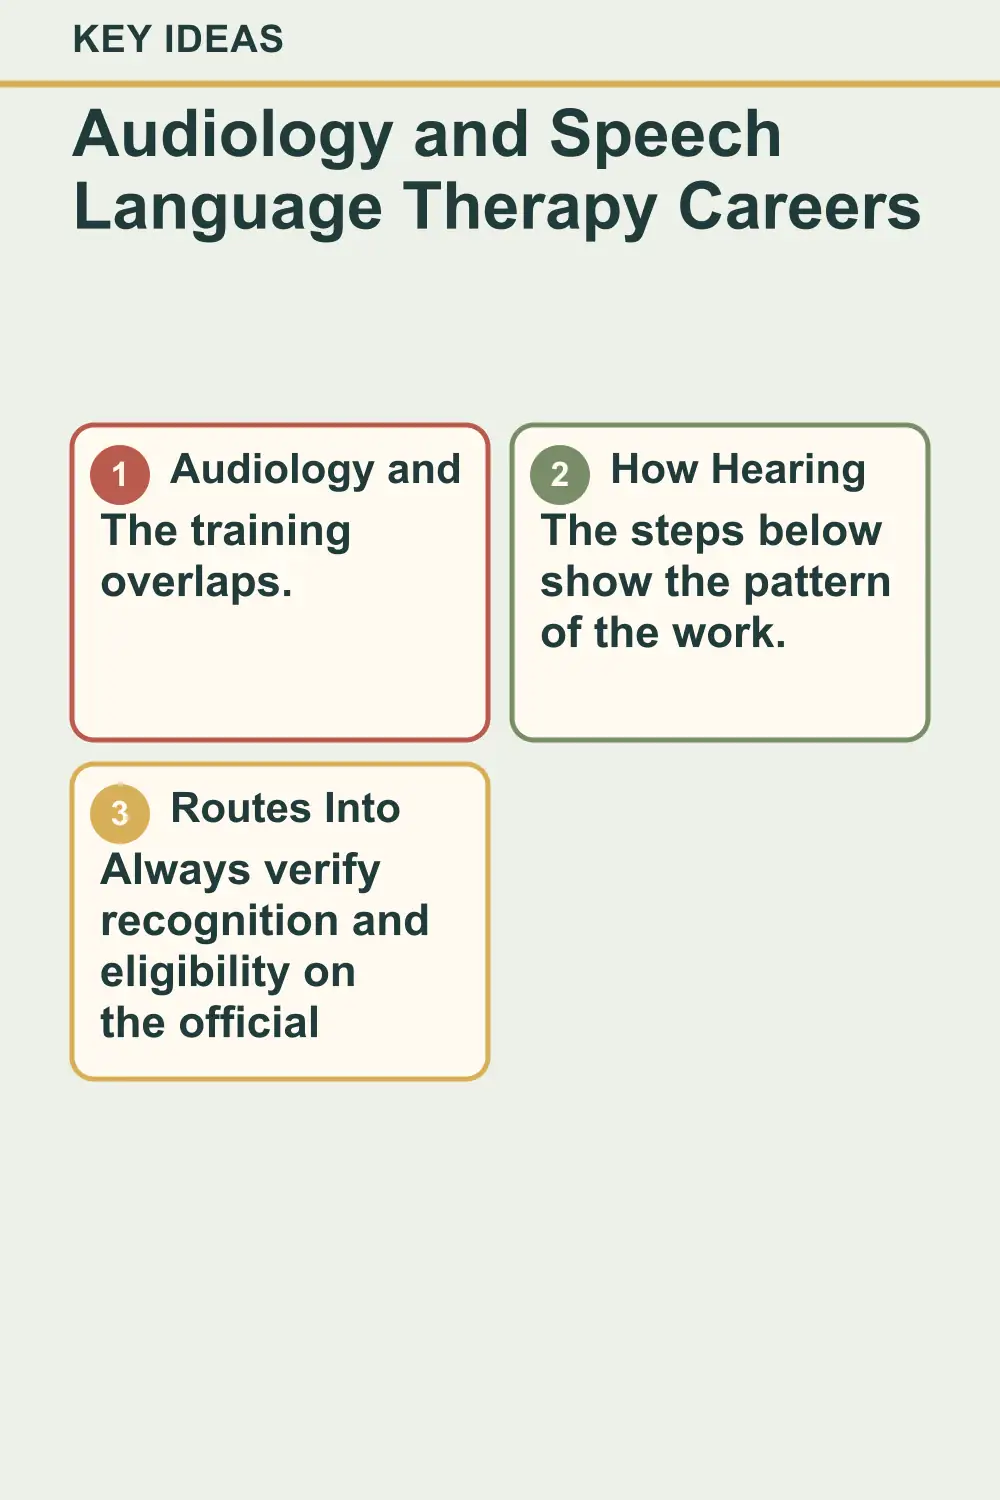 KEY IDEAS
Audiology and Speech
Language Therapy Careers
1 Audiology and
The training
overlaps.
2 How Hearing
The steps below
show the pattern
of the work.
3 Routes Into
Always verify
recognition and
eligibility on
the official